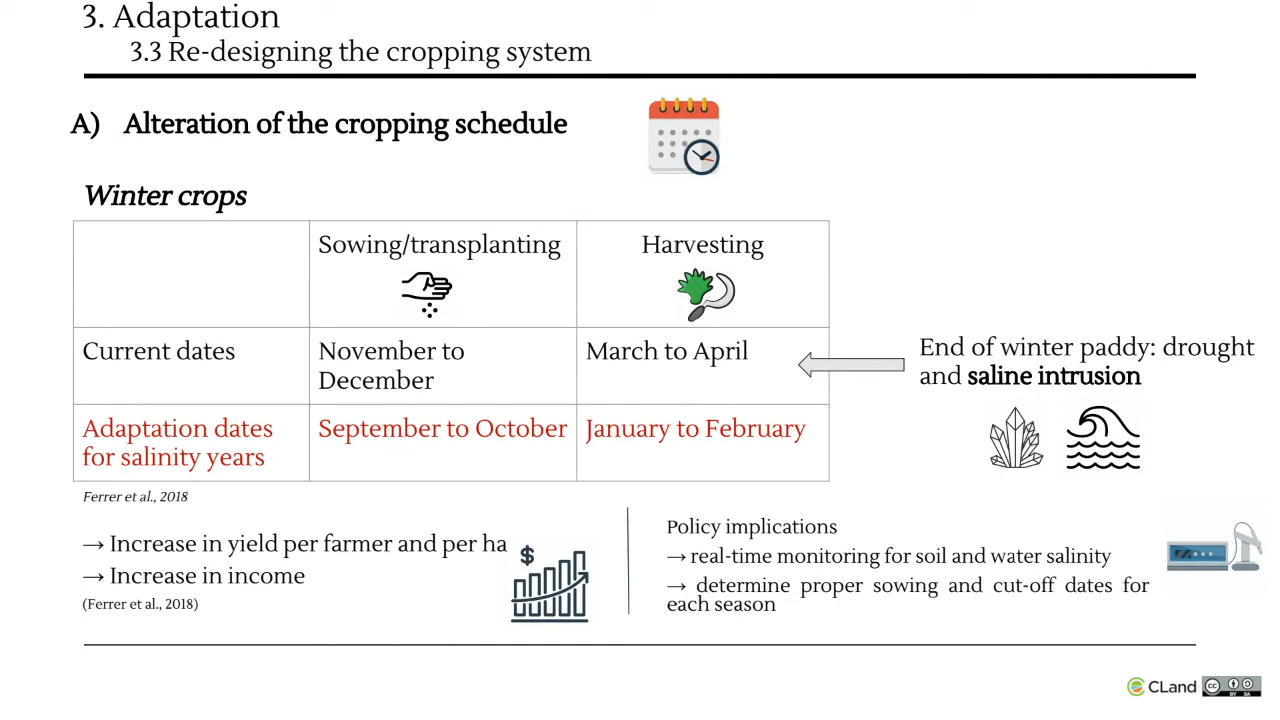 3. Adaptation
3.3 Re-designing the cropping system
A) Alteration of the cropping schedule
Winter crops
Sowing/transplanting
Harvesting
Current dates
November to
December
March to April
Adaptation dates
for salinity years
September to October
January to February
End of winter paddy: drought
and saline intrusion
Ferrer et al., 2018
→ Increase in yield per farmer and per ha
→ Increase in income
(Ferrer et al., 2018)
$
Policy implications
→ real-time monitoring for soil and water salinity
→ determine proper sowing and cut-off dates for
each season
CLand
cc
BY SA